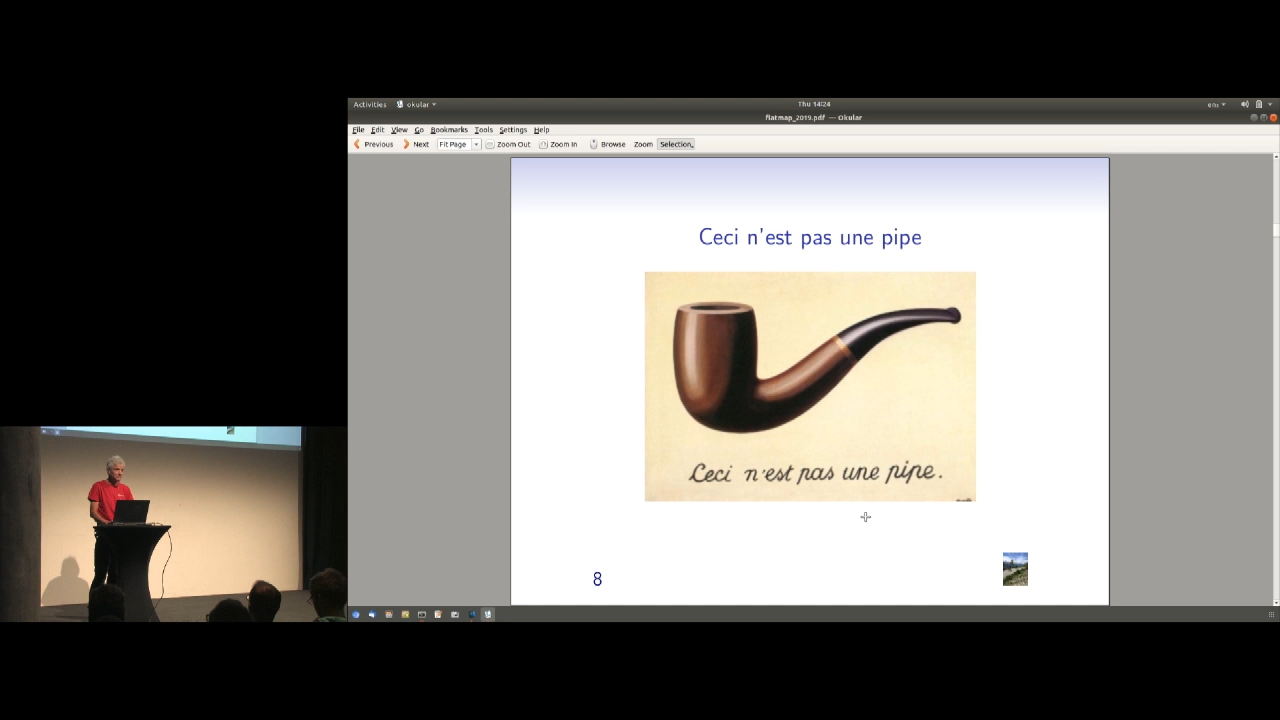 Activities okular Thu 14:24 en₁
flatmap_2019.pdf — Okular
File Edit View Go Bookmarks Tools Settings Help
Previous Next Fit Page Zoom Out Zoom In Browse Zoom Selection
Ceci n'est pas une pipe
Ceci n'est pas une pipe.
8